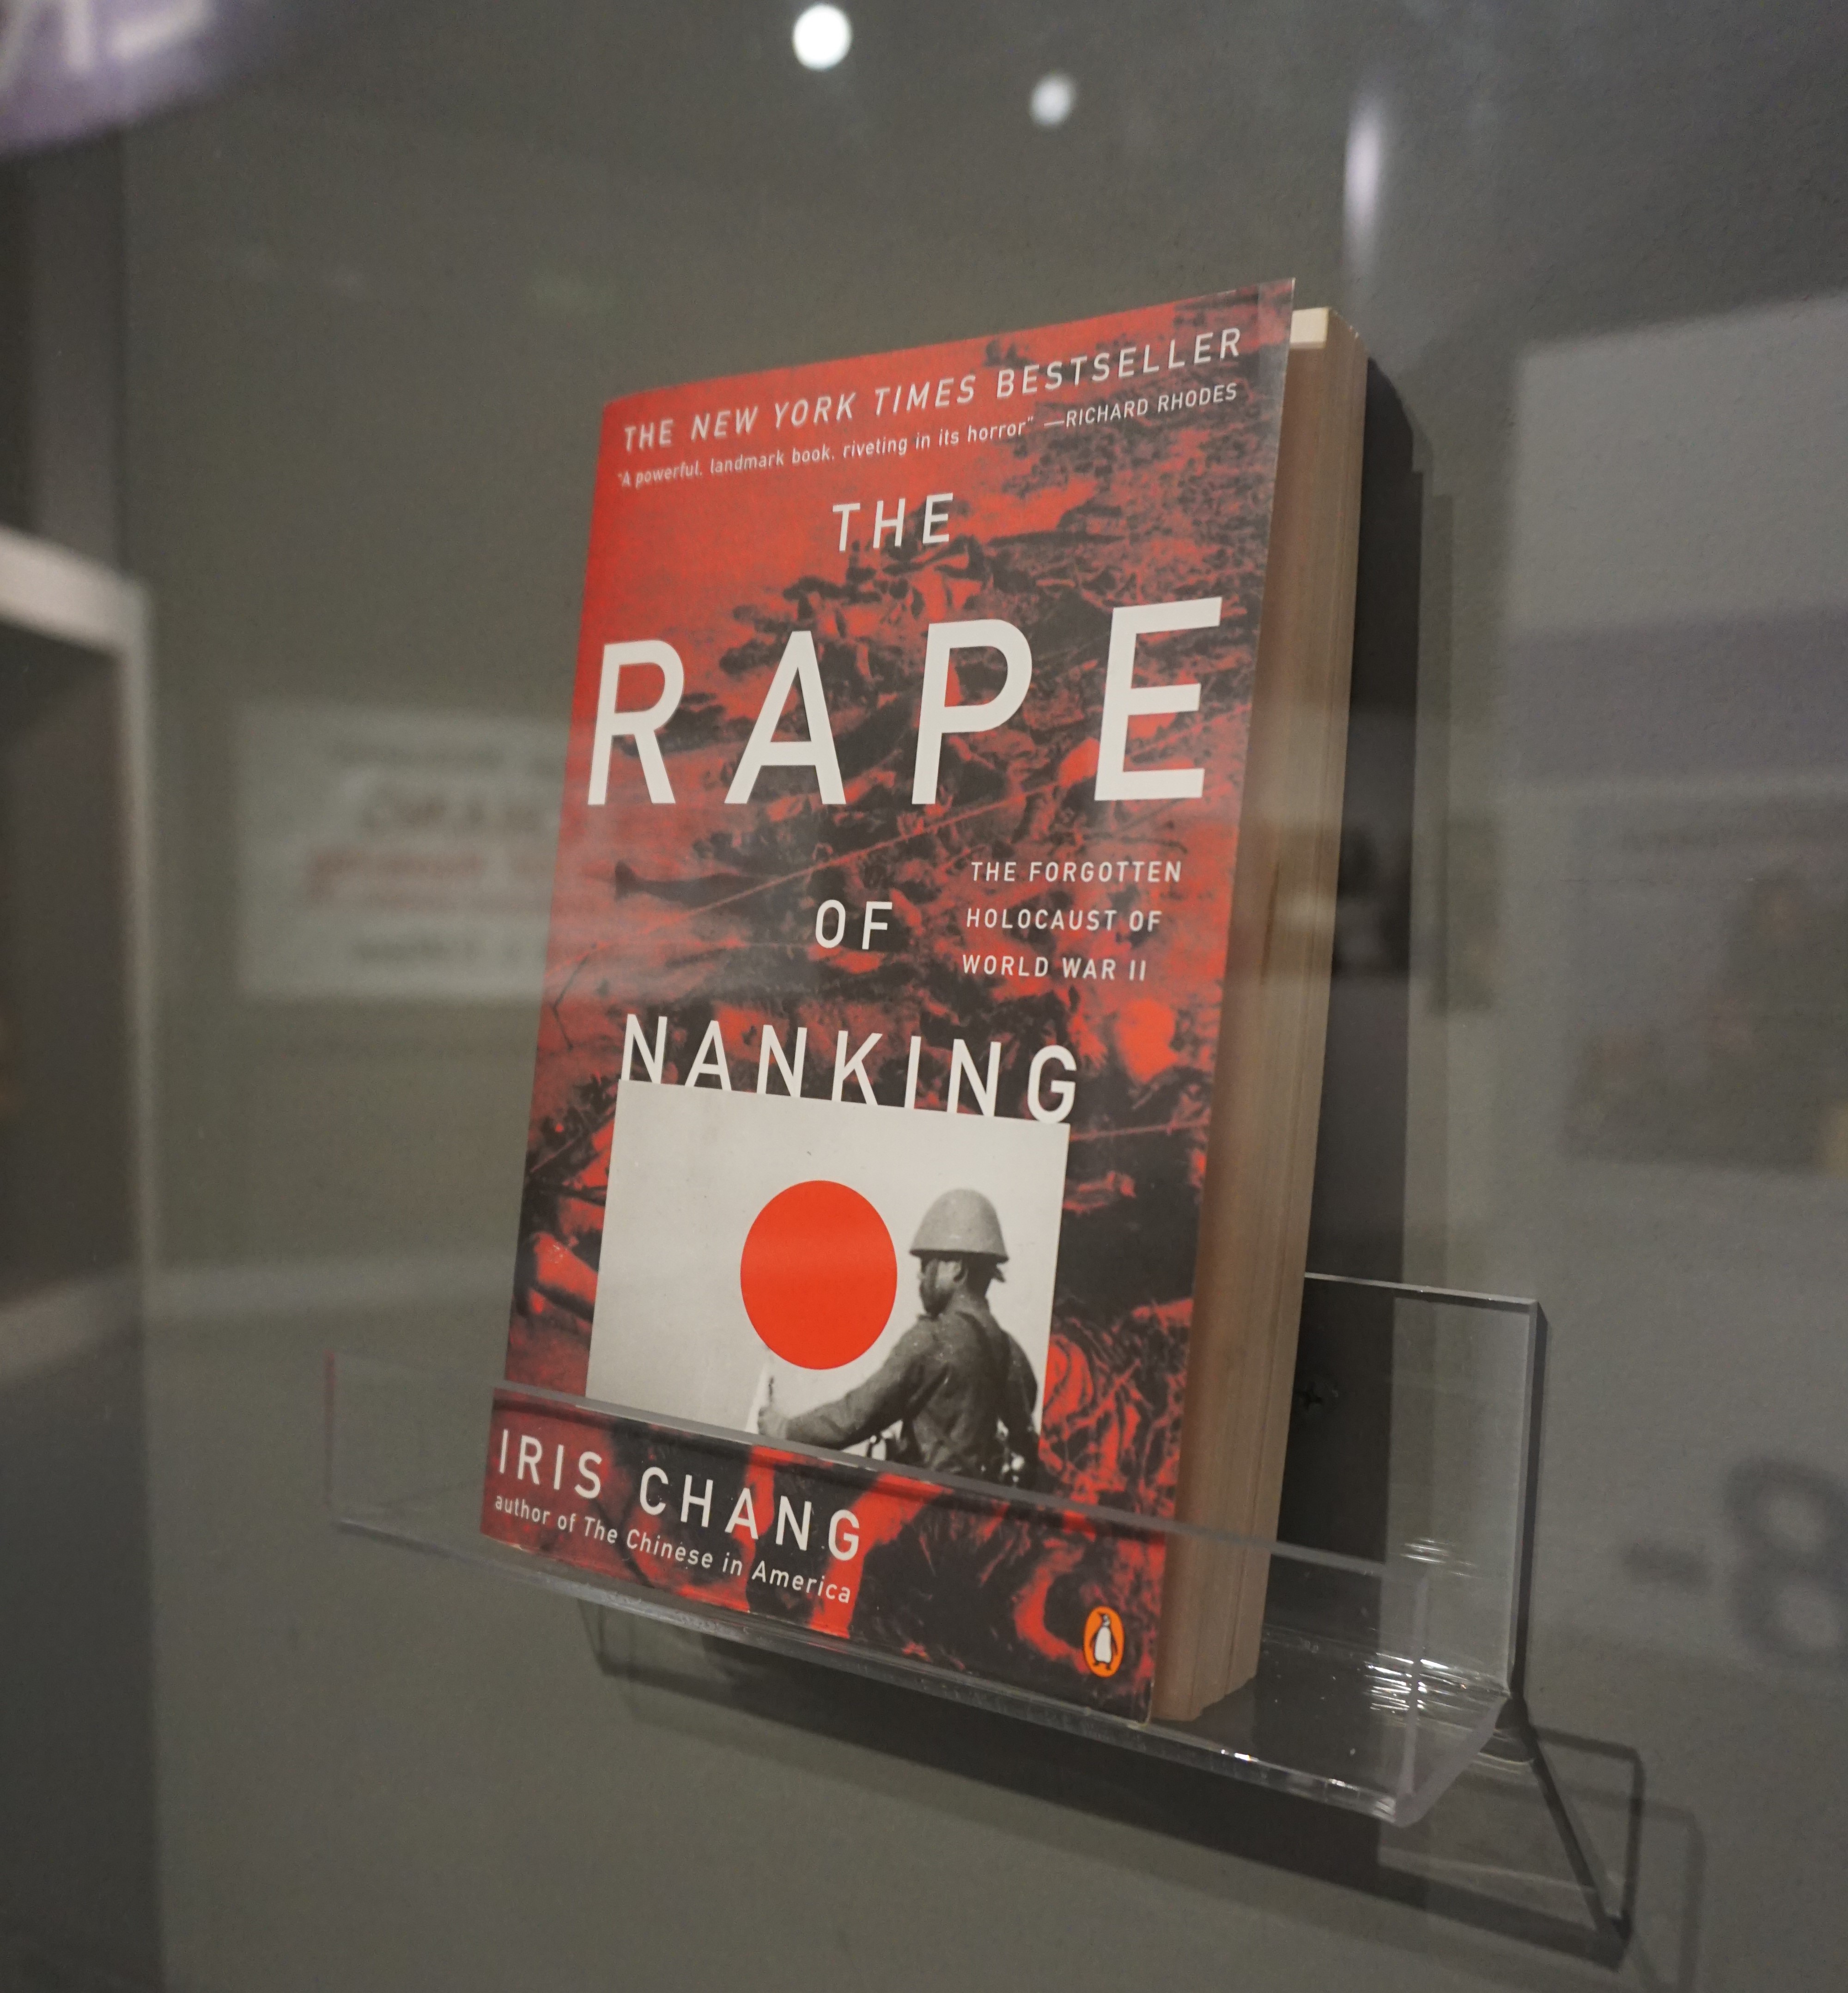 THE NEW YORK TIMES BESTSELLER
"A powerful, landmark book, riveting in its horror" —RICHARD RHODES
THE
RAPE
OF
THE FORGOTTEN
HOLOCAUST OF
WORLD WAR II
NANKING
IRIS CHANG
author of The Chinese in America